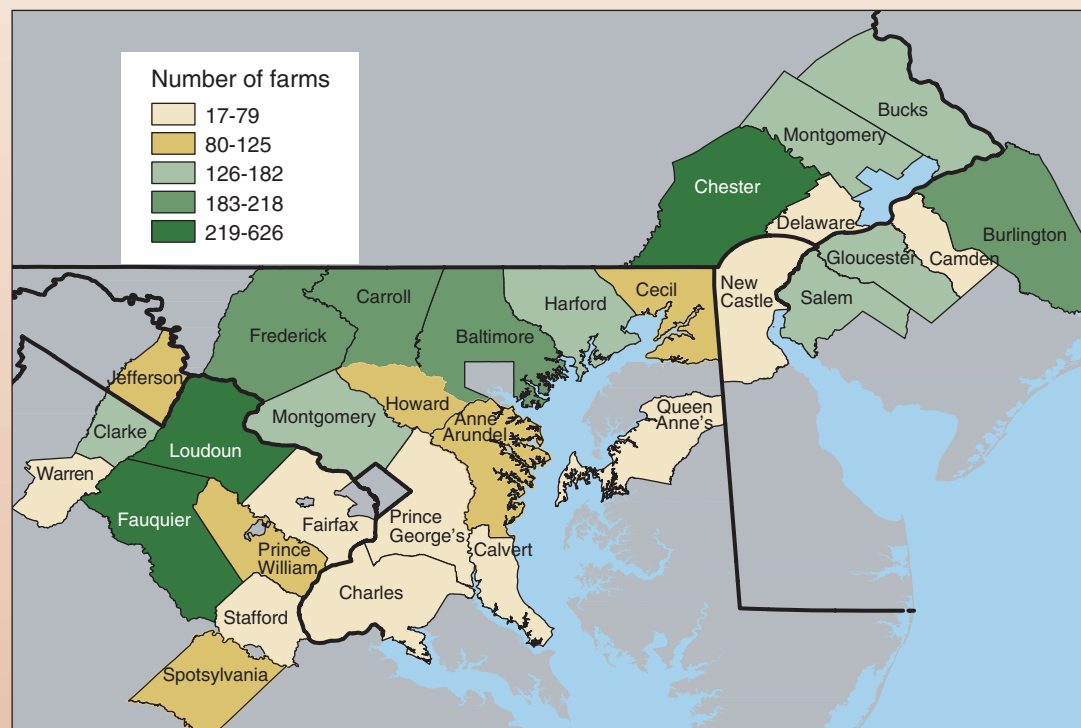 Number of farms
17-79
80-125
126-182
183-218
219-626
Bucks
Montgomery
Chester
Delaware
Burlington
Gloucester
Camden
New
Castle
Salem
Cecil
Harford
Carroll
Baltimore
Frederick
Jefferson
Howard
Montgomery
Anne
Arundel
Queen
Anne's
Clarke
Loudoun
Warren
Fauquier
Fairfax
Prince
George's
Prince
William
Calvert
Charles
Stafford
Spotsylvania